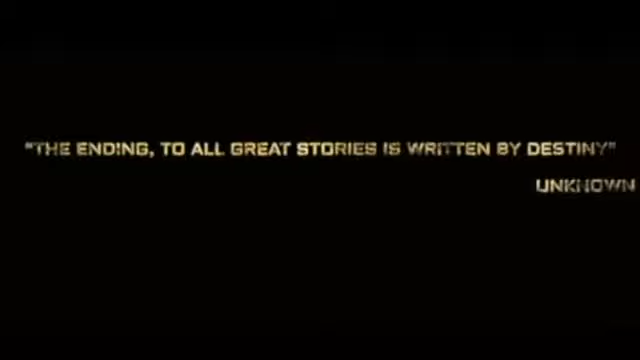 "THE ENDING, TO ALL GREAT STORIES IS WRITTEN BY DESTINY"
UNKNOWN